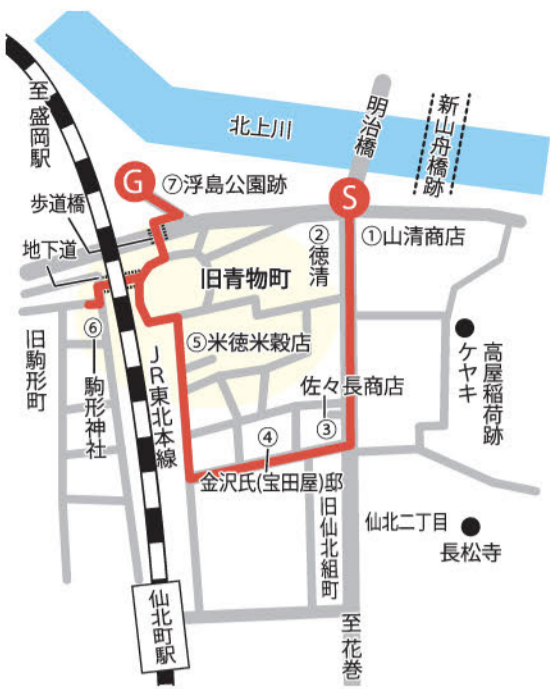 至盛岡駅
北上川
明治橋
新山舟橋跡
G
⑦浮島公園跡
S
歩道橋
地下道
①山清商店
②徳清
旧青物町
⑤米徳米穀店
⑥駒形神社
旧駒形町
JR東北本線
佐々長商店
③
④
金沢氏(宝田屋)邸
旧仙北組町
ケヤキ
高屋稲荷跡
仙北二丁目
長松寺
仙北町駅
至花巻